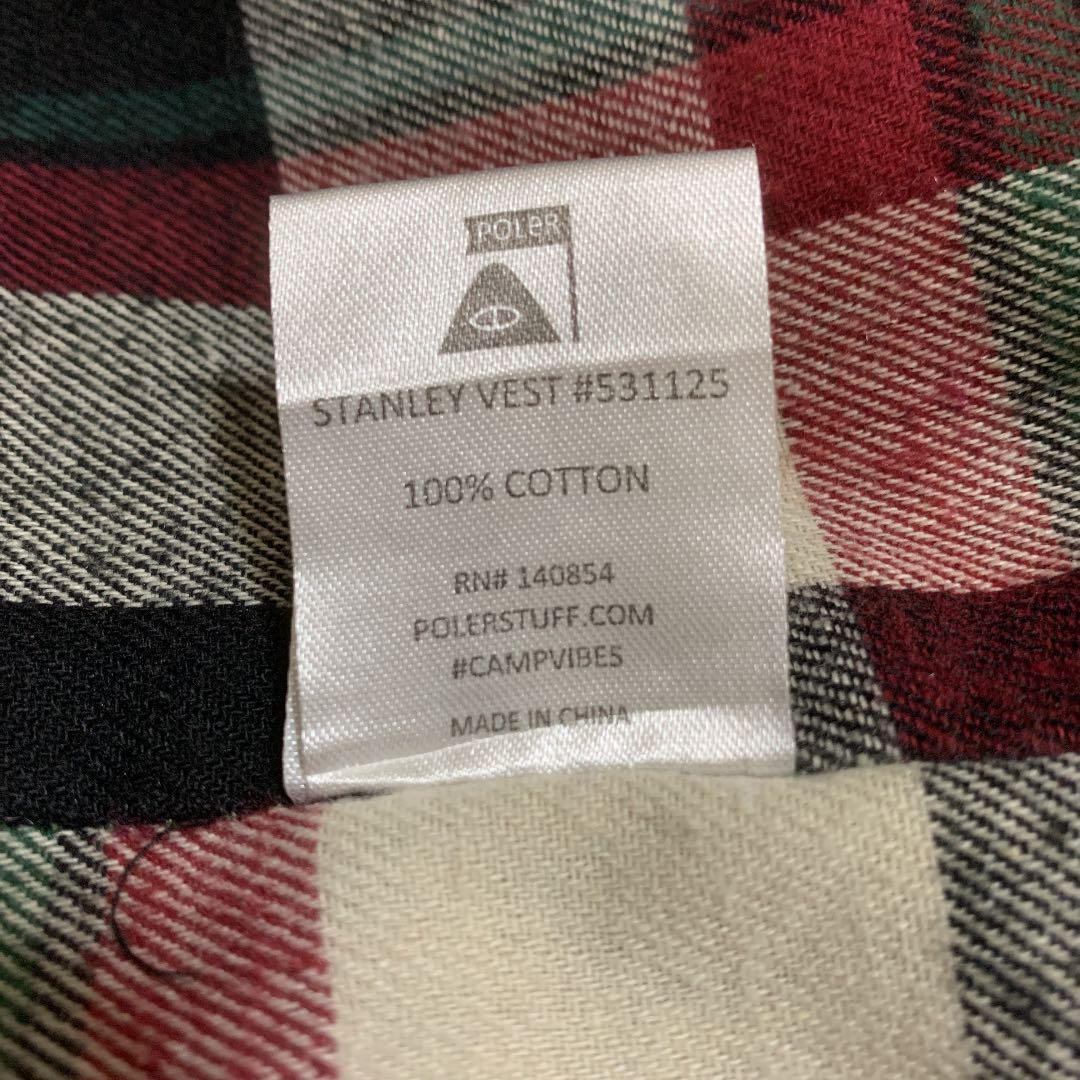 POLeR
STANLEY VEST #531125
100% COTTON
RN# 140854
POLERSTUFF.COM
#CAMPVIBES
MADE IN CHINA